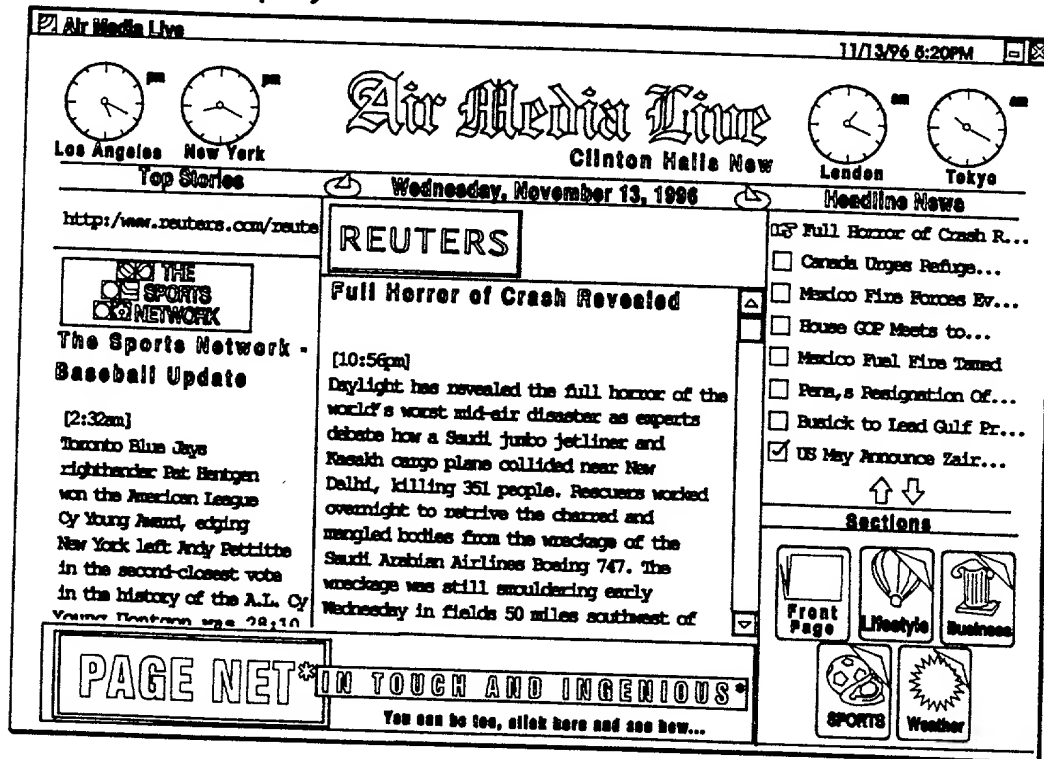 Air Media Live
11/13/96 5:20PM
pm
pm
Air Media Live
am
am
Clinton Hails New
Los Angeles
New York
London
Tokyo
Top Stories
Wednesday, November 13, 1996
Headline News
http:/www.reuters.com/reute
THE
SPORTS
NETWORK
The Sports Network -
Baseball Update
[2:32am]
Toronto Blue Jays
righthander Pat Hentgen
won the American League
Cy Young Award, edging
New York left Andy Pettitte
in the second-closest vote
in the history of the A.L. Cy
Young Hentgen was 28:10
REUTERS
Full Horror of Crash Revealed
[10:56pm]
Daylight has revealed the full horror of the
world's worst mid-air disaster as experts
debate how a Saudi jumbo jetliner and
Kasakh cargo plane collided near New
Delhi, killing 351 people. Rescuers worked
overnight to retrive the charred and
mangled bodies from the wreckage of the
Saudi Arabian Airlines Boeing 747. The
wreckage was still smouldering early
Wednesday in fields 50 miles southwest of
Full Horror of Crash R...
Canada Urges Refuge...
Mexico Fire Forces Ev...
House GOP Meets to...
Mexico Fuel Fire Tamed
Pena,s Resignation Of...
Busick to Lead Gulf Pr...
US May Announce Zair...
Sections
Front
Page
Lifestyle
Business
SPORTS
Weather
PAGE NET*
IN TOUCH AND INGENIOUS*
You can be too, click here and see how...